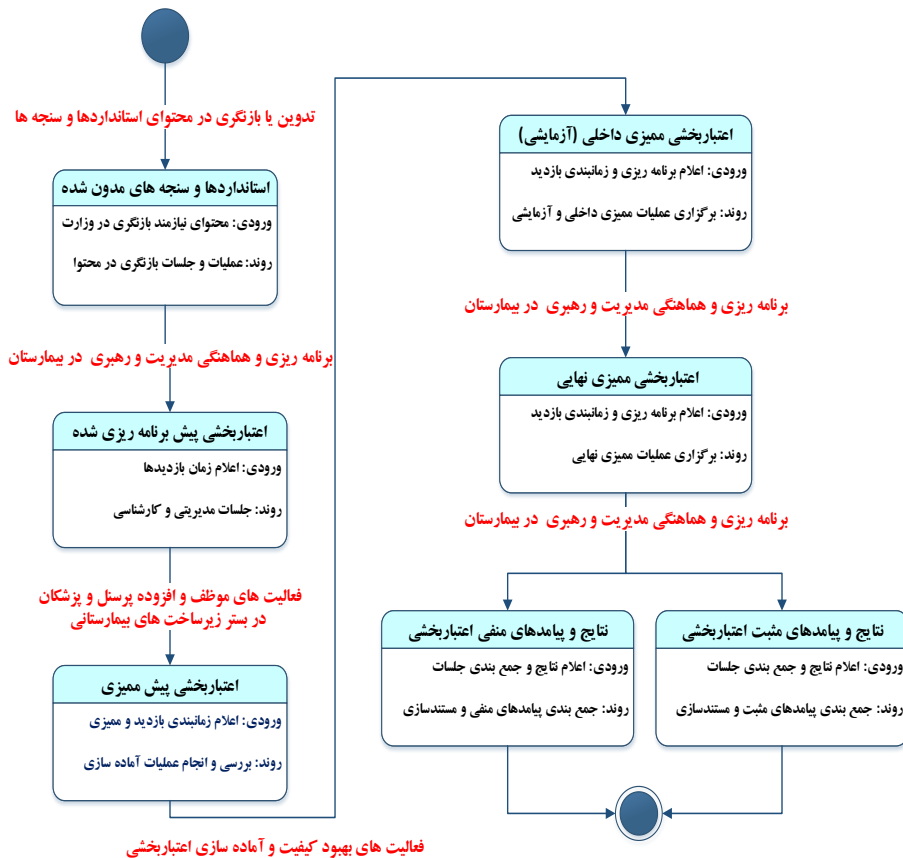 تدوین یا بازنگری در محتوای استانداردها و سنجه ها
استانداردها و سنجه های مدون شده
ورودی: محتوای نیازمند بازنگری در وزارت
روند: عملیات و جلسات بازنگری در محتوا
برنامه ریزی و هماهنگی مدیریت و رهبری در بیمارستان
اعتباربخشی پیش برنامه ریزی شده
ورودی: اعلام زمان بازدیدها
روند: جلسات مدیریتی و کارشناسی
فعالیت های موظف و افزوده پرسنل و پزشکان
در بستر زیرساخت های بیمارستانی
اعتباربخشی پیش ممیزی
ورودی: اعلام زمانبندی بازدید و ممیزی
روند: بررسی و انجام عملیات آماده سازی
فعالیت های بهبود کیفیت و آماده سازی اعتباربخشی
اعتباربخشی ممیزی داخلی (آزمایشی)
ورودی: اعلام برنامه ریزی و زمانبندی بازدید
روند: برگزاری عملیات ممیزی داخلی و آزمایشی
برنامه ریزی و هماهنگی مدیریت و رهبری در بیمارستان
اعتباربخشی ممیزی نهایی
ورودی: اعلام برنامه ریزی و زمانبندی بازدید
روند: برگزاری عملیات ممیزی نهایی
برنامه ریزی و هماهنگی مدیریت و رهبری در بیمارستان
نتایج و پیامدهای مثبت اعتباربخشی
ورودی: اعلام نتایج و جمع بندی جلسات
روند: جمع بندی پیامدهای مثبت و مستندسازی
نتایج و پیامدهای منفی اعتباربخشی
ورودی: اعلام نتایج و جمع بندی جلسات
روند: جمع بندی پیامدهای منفی و مستندسازی